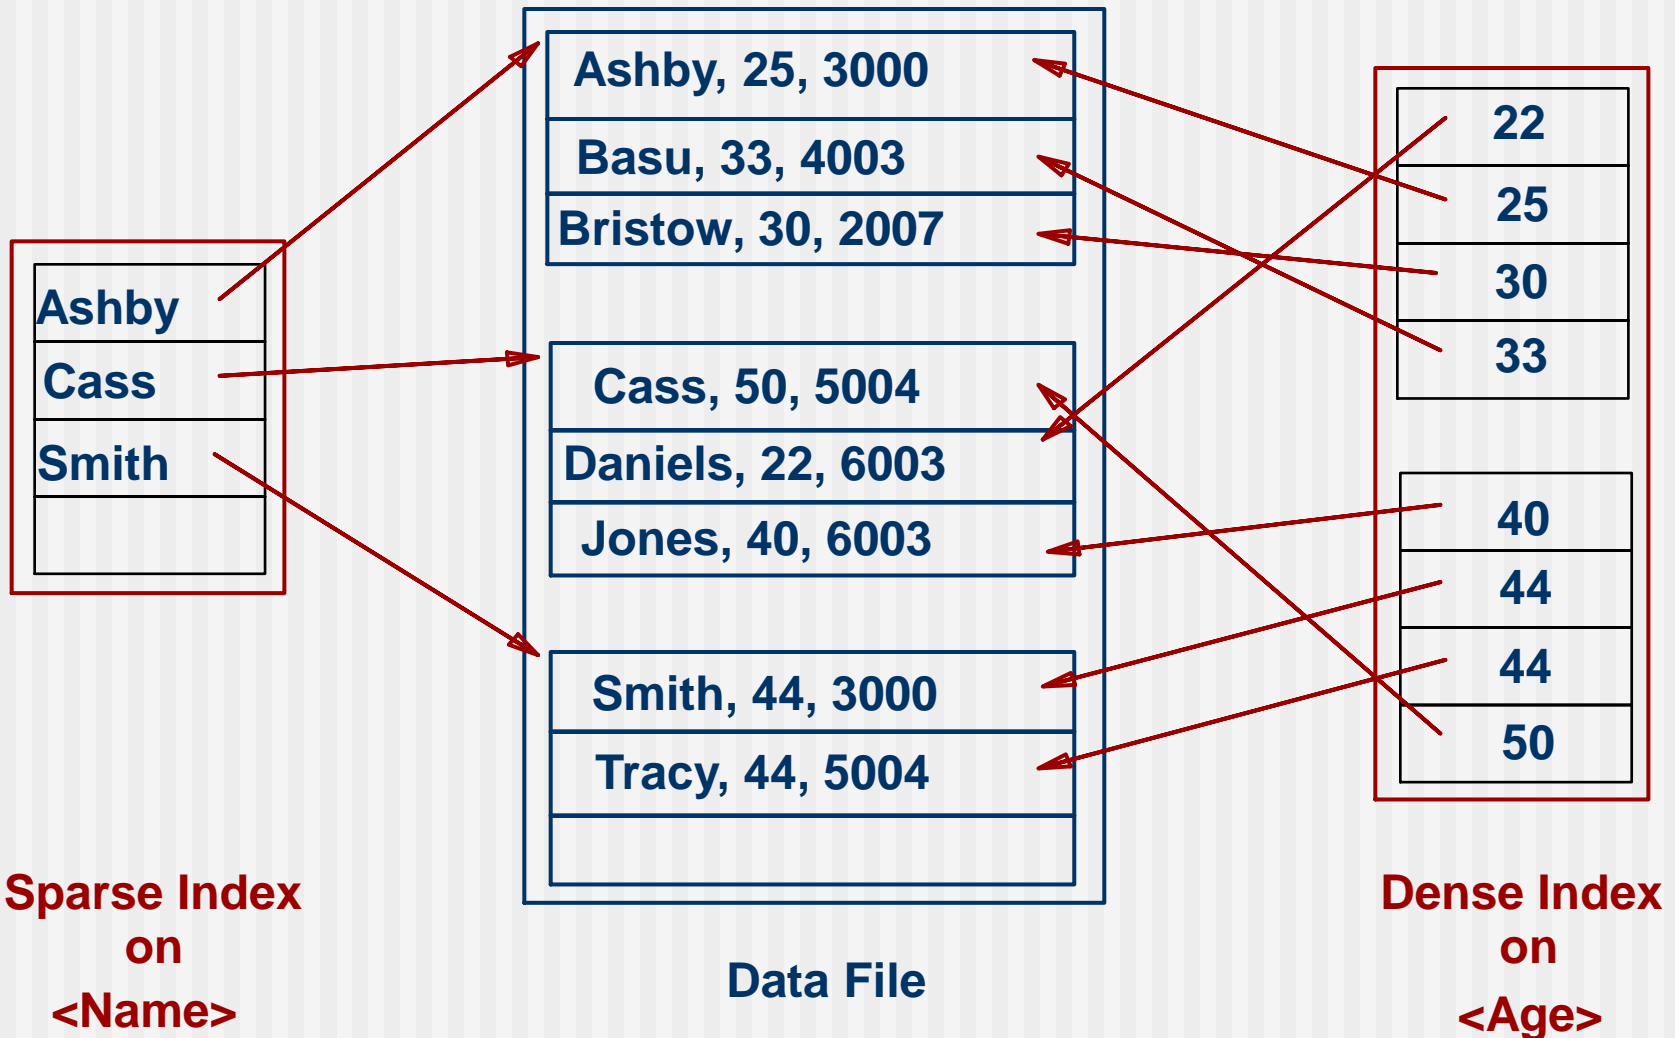 Ashby
Cass
Smith
Sparse Index
on
<Name>
Ashby, 25, 3000
Basu, 33, 4003
Bristow, 30, 2007
Cass, 50, 5004
Daniels, 22, 6003
Jones, 40, 6003
Smith, 44, 3000
Tracy, 44, 5004
Data File
22
25
30
33
40
44
44
50
Dense Index
on
<Age>